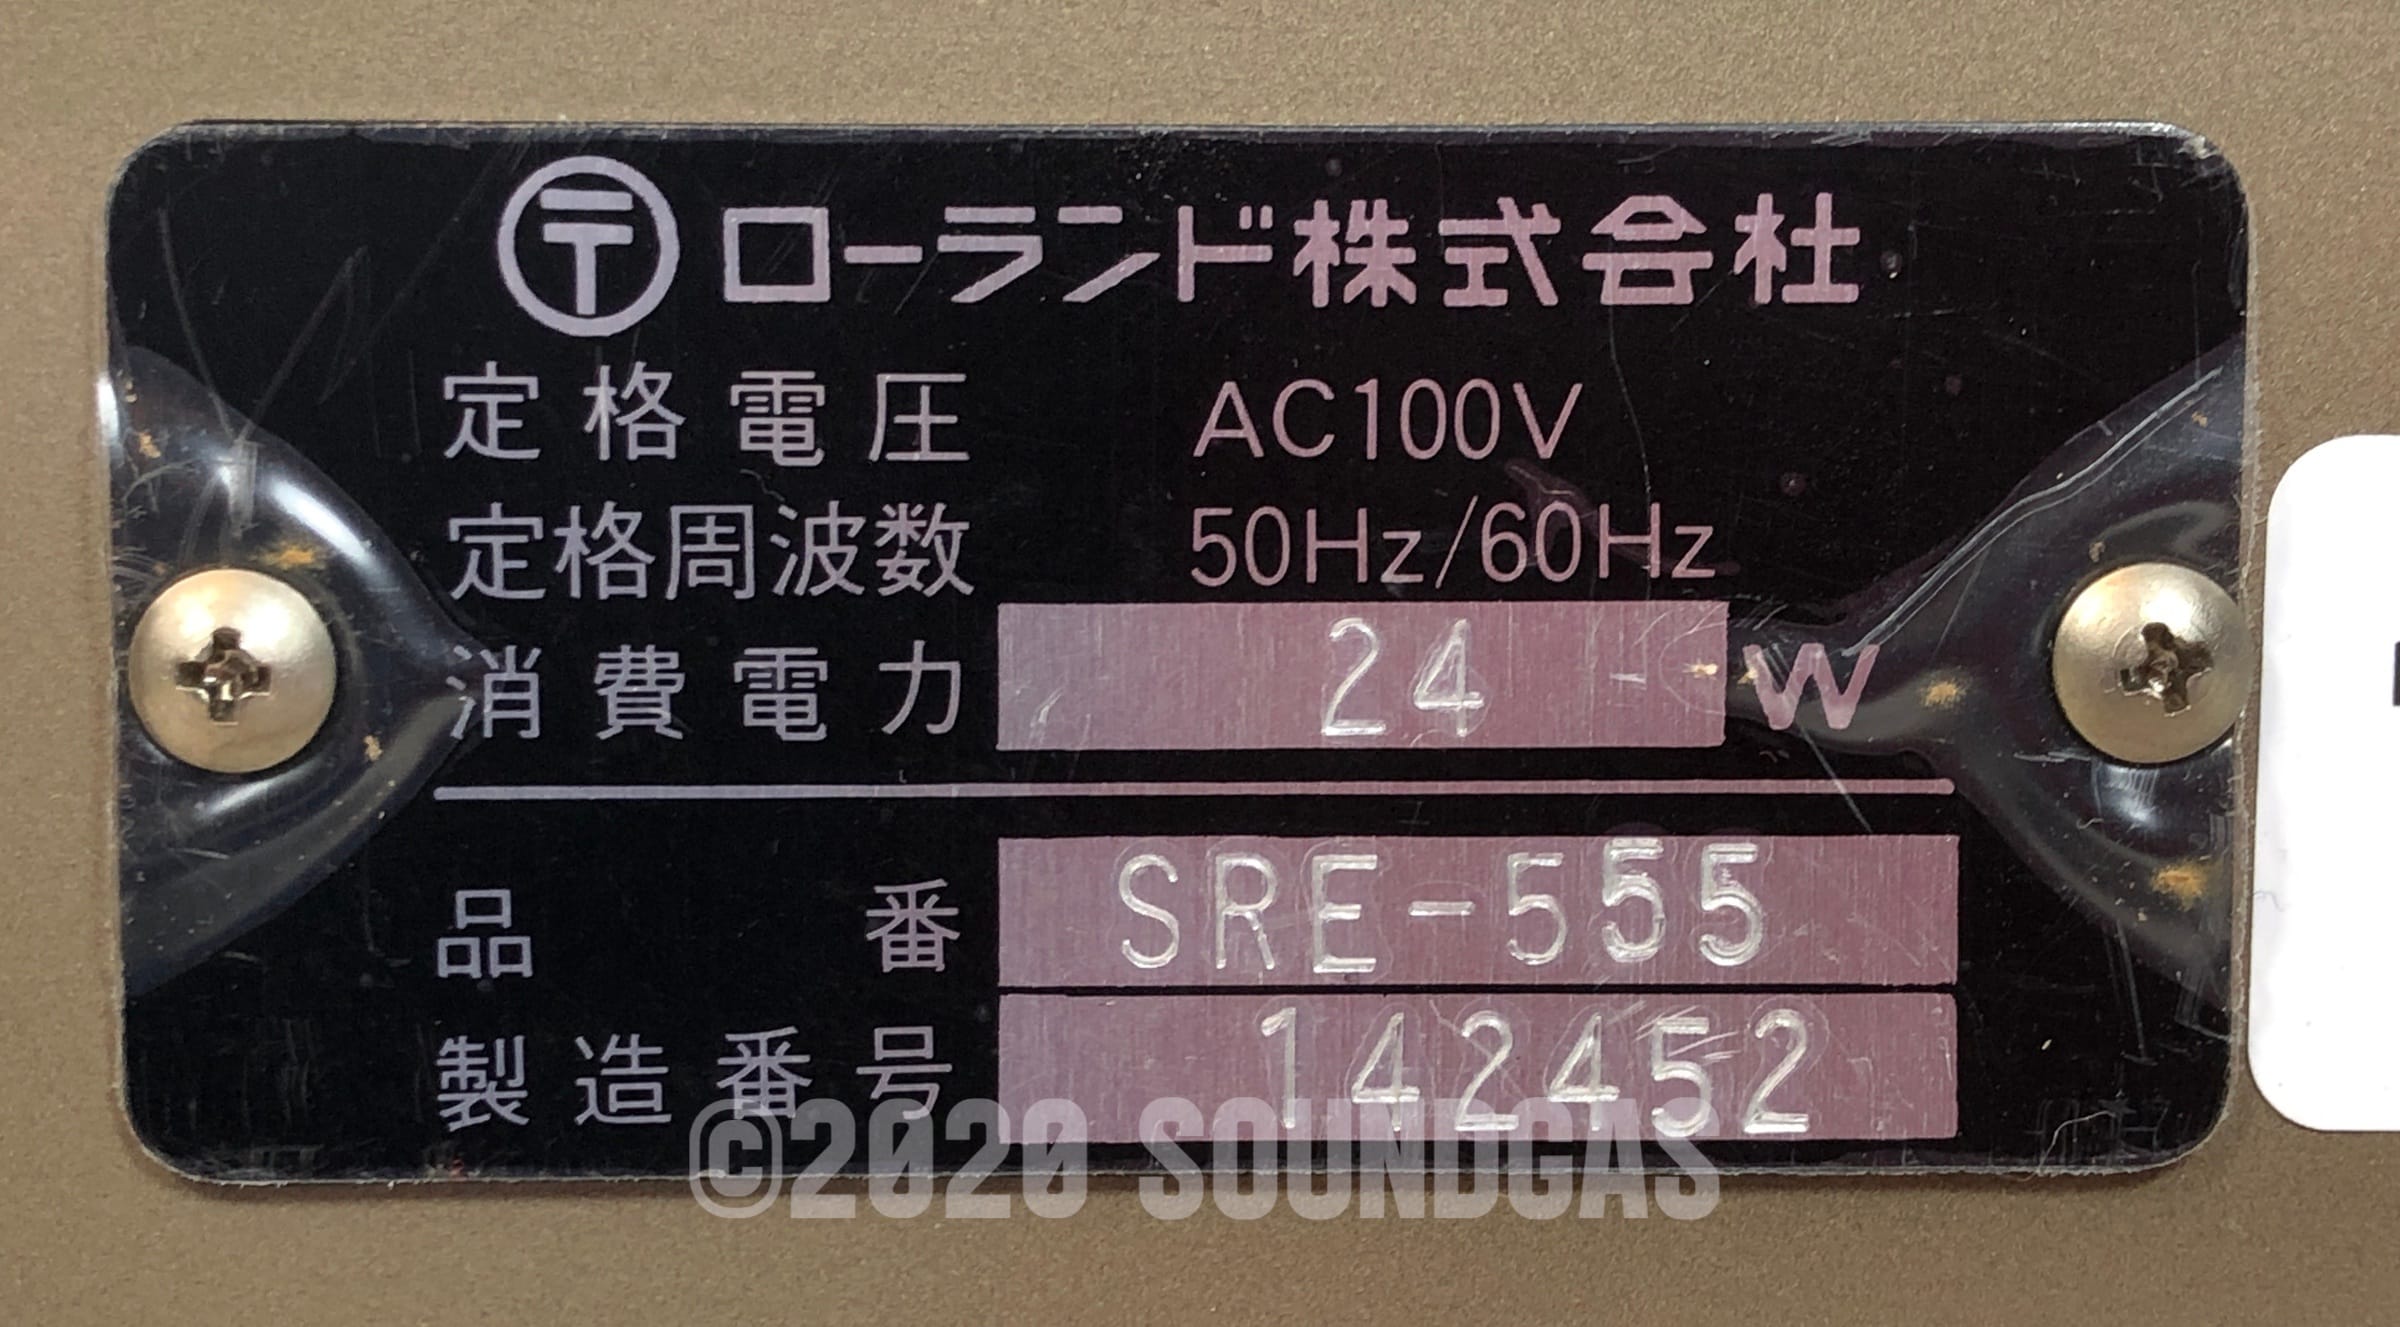 〶 ローランド株式会社
定格電圧 AC100V
定格周波数 50Hz/60Hz
消費電力 24 W
品番 SRE-555
製造番号 142452
©2020 SOUNDGAS